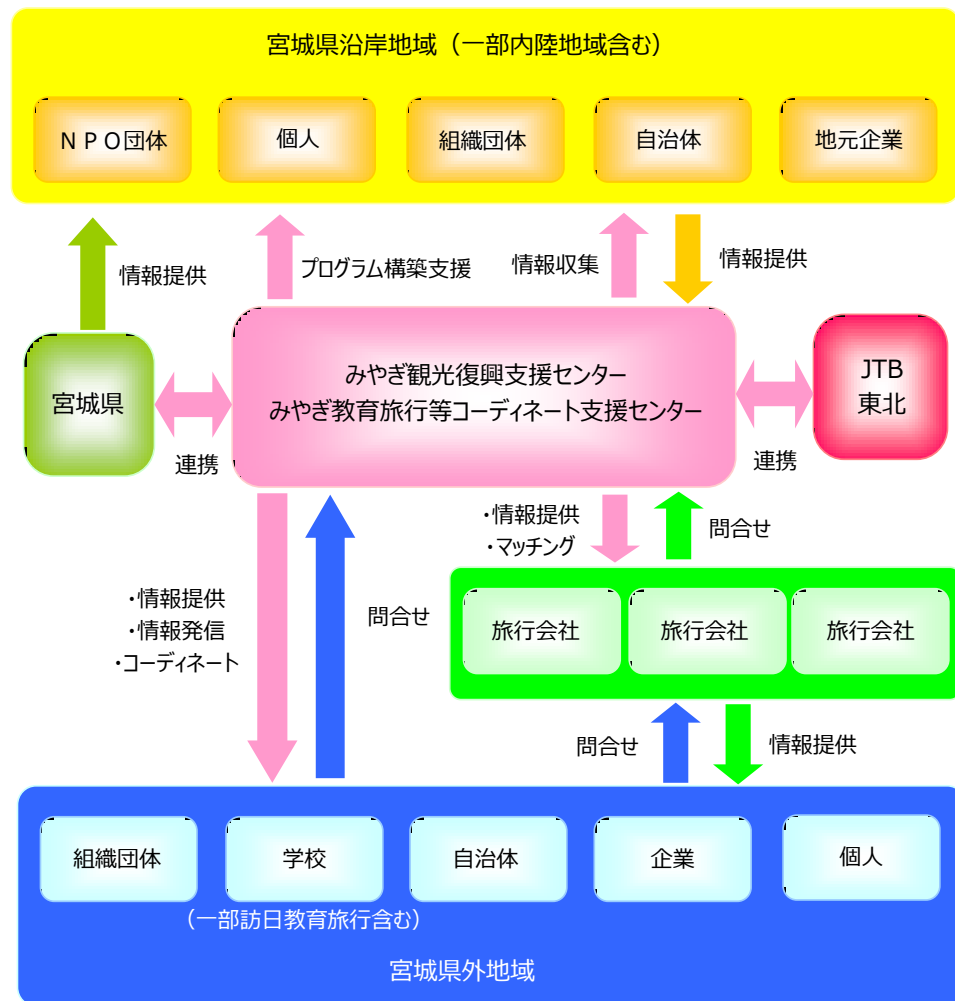 宮城県沿岸地域（一部内陸地域含む）
ＮＰＯ団体
個人
組織団体
自治体
地元企業
情報提供
プログラム構築支援
情報収集
情報提供
宮城県
みやぎ観光復興支援センター
みやぎ教育旅行等コーディネート支援センター
JTB
東北
連携
連携
・情報提供
・マッチング
問合せ
・情報提供
・情報発信
・コーディネート
問合せ
旅行会社
旅行会社
旅行会社
問合せ
情報提供
組織団体
学校
自治体
企業
個人
（一部訪日教育旅行含む）
宮城県外地域